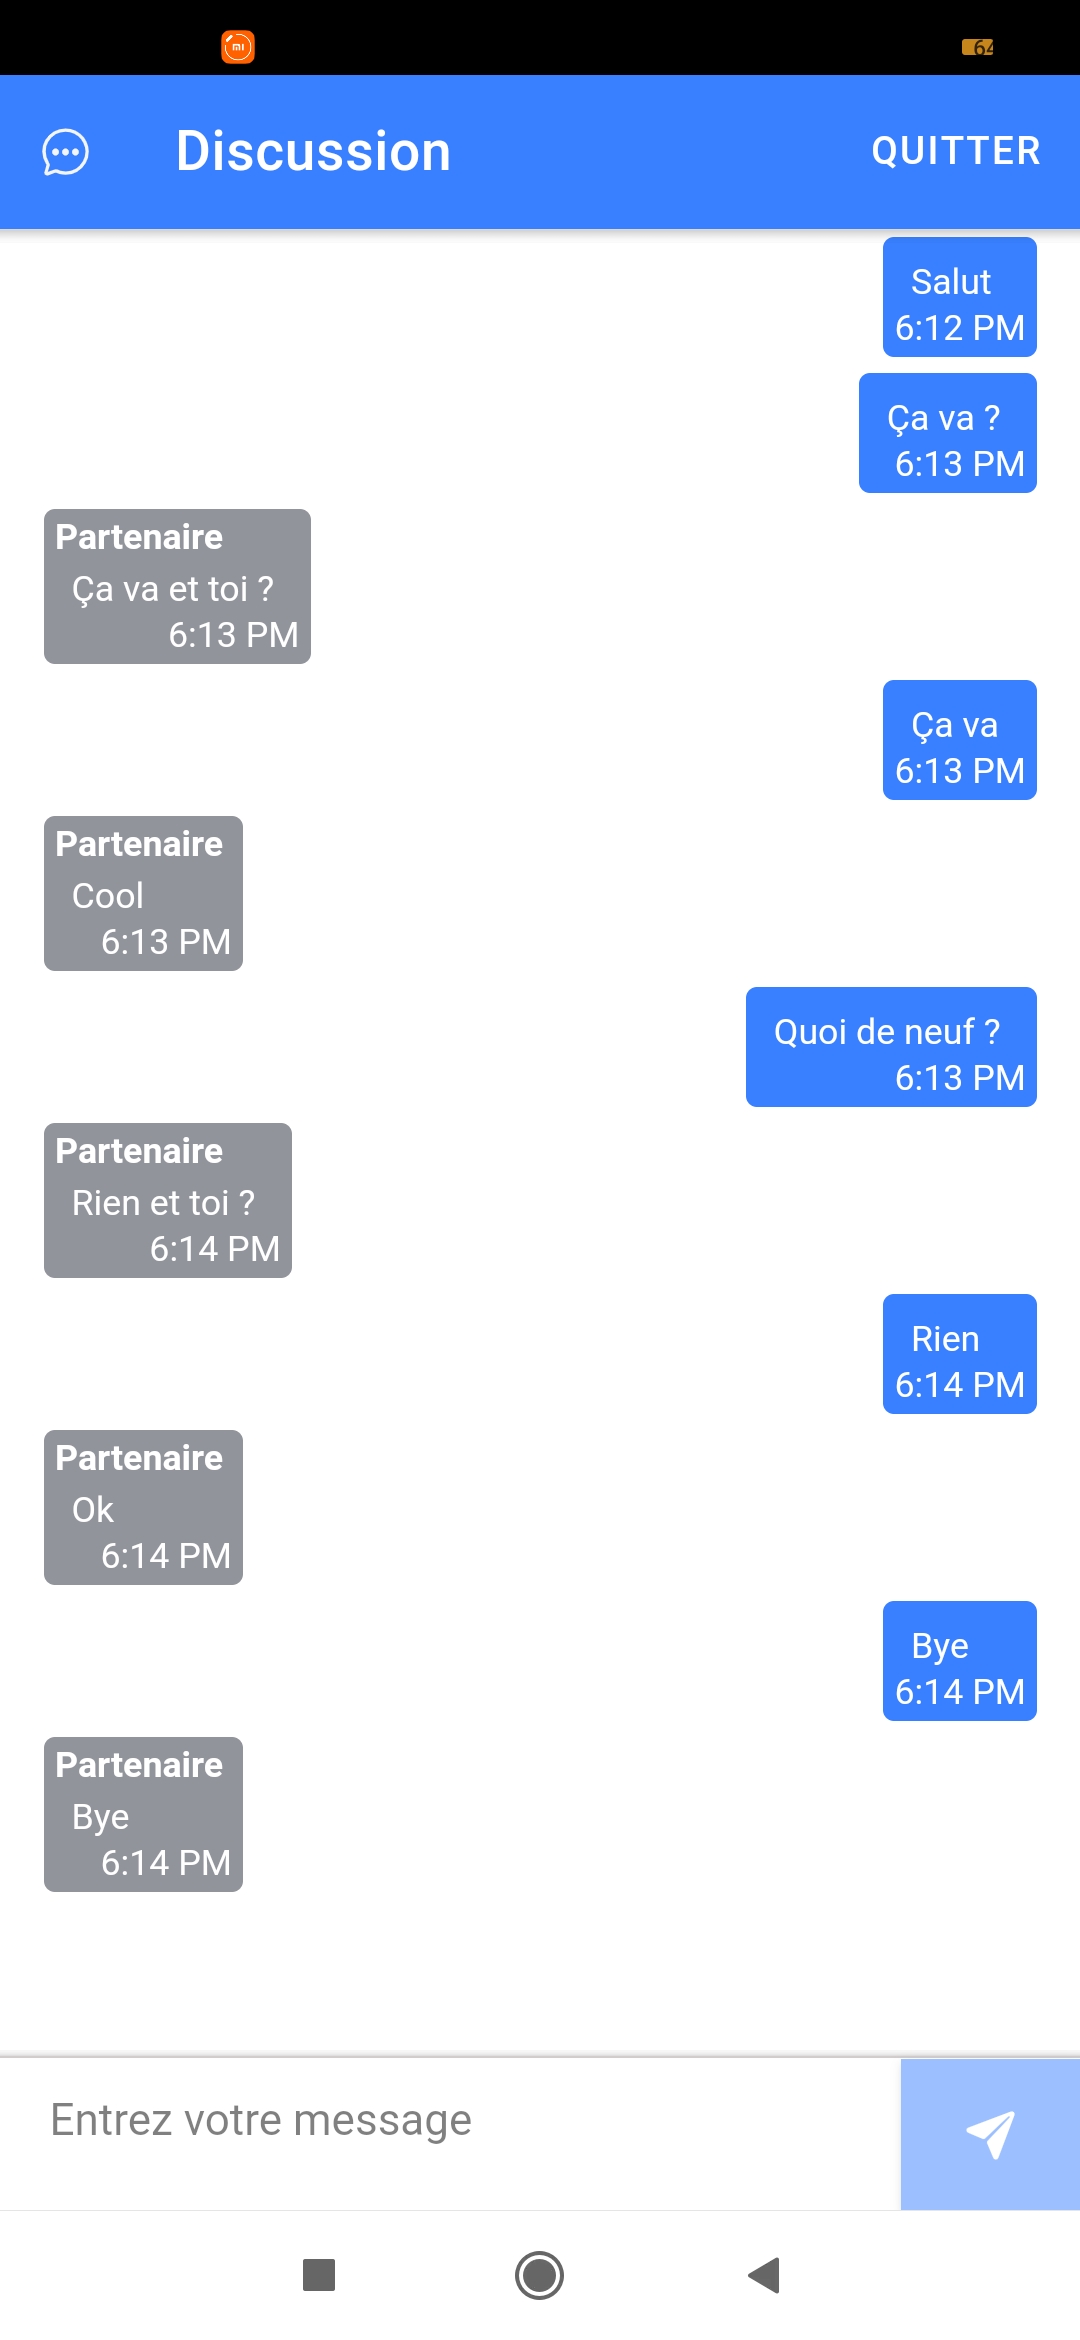 Discussion
QUITTER
Salut
6:12 PM
Ça va ?
6:13 PM
Partenaire
Ça va et toi ?
6:13 PM
Ça va
6:13 PM
Partenaire
Cool
6:13 PM
Quoi de neuf ?
6:13 PM
Partenaire
Rien et toi ?
6:14 PM
Rien
6:14 PM
Partenaire
Ok
6:14 PM
Bye
6:14 PM
Partenaire
Bye
6:14 PM
Entrez votre message